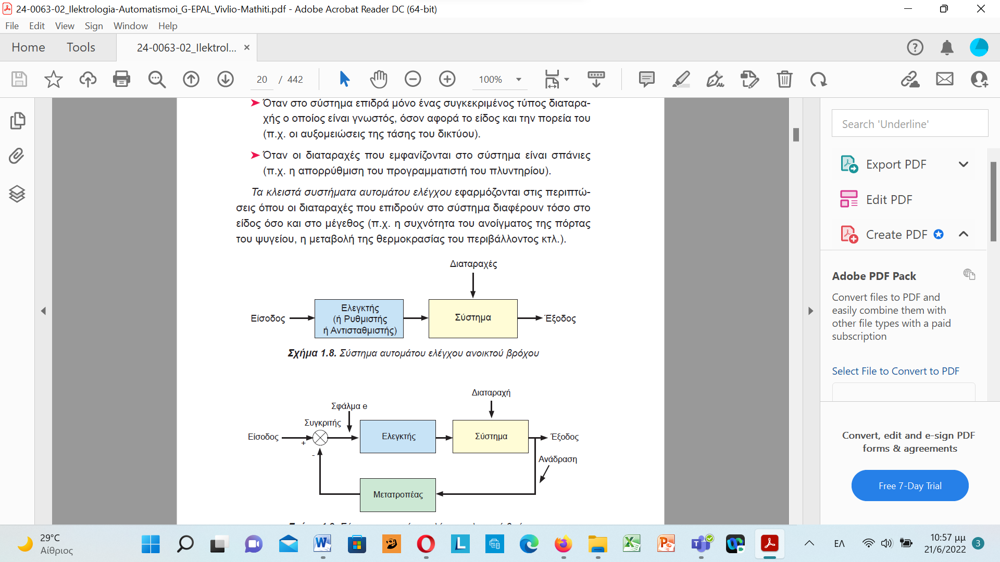 24-0063-02_Ilektrologia-Automatismoi_G-EPAL_Vivlio-Mathiti.pdf - Adobe Acrobat Reader DC (64-bit)
File Edit View Sign Window Help
Home Tools 24-0063-02_Ilektrol...
20 / 442 100%
Όταν στο σύστημα επιδρά μόνο ένας συγκεκριμένος τύπος διαταρα-
χής ο οποίος είναι γνωστός, όσον αφορά το είδος και την πορεία του
(π.χ. οι αυξομειώσεις της τάσης του δικτύου).
Όταν οι διαταραχές που εμφανίζονται στο σύστημα είναι σπάνιες
(π.χ. η απορρύθμιση του προγραμματιστή του πλυντηρίου).
Τα κλειστά συστήματα αυτομάτου ελέγχου εφαρμόζονται στις περιπτώ-
σεις όπου οι διαταραχές που επιδρούν στο σύστημα διαφέρουν τόσο στο
είδος όσο και στο μέγεθος (π.χ. η συχνότητα του ανοίγματος της πόρτας
του ψυγείου, η μεταβολή της θερμοκρασίας του περιβάλλοντος κτλ.).
Διαταραχές
Είσοδος
Ελεγκτής
(ή Ρυθμιστής
ή Αντισταθμιστής)
Σύστημα
Έξοδος
Σχήμα 1.8. Σύστημα αυτομάτου ελέγχου ανοικτού βρόχου
Διαταραχή
Σφάλμα e
Συγκριτής
Είσοδος
+
-
Ελεγκτής
Σύστημα
Έξοδος
Ανάδραση
Μετατροπέας
Search 'Underline'
Export PDF
Edit PDF
Create PDF
Adobe PDF Pack
Convert files to PDF and
easily combine them with
other file types with a paid
subscription
Select File to Convert to PDF
Convert, edit and e-sign PDF
forms & agreements
Free 7-Day Trial
29°C
Αίθριος
ΕΛ
10:57 μμ
21/6/2022
3